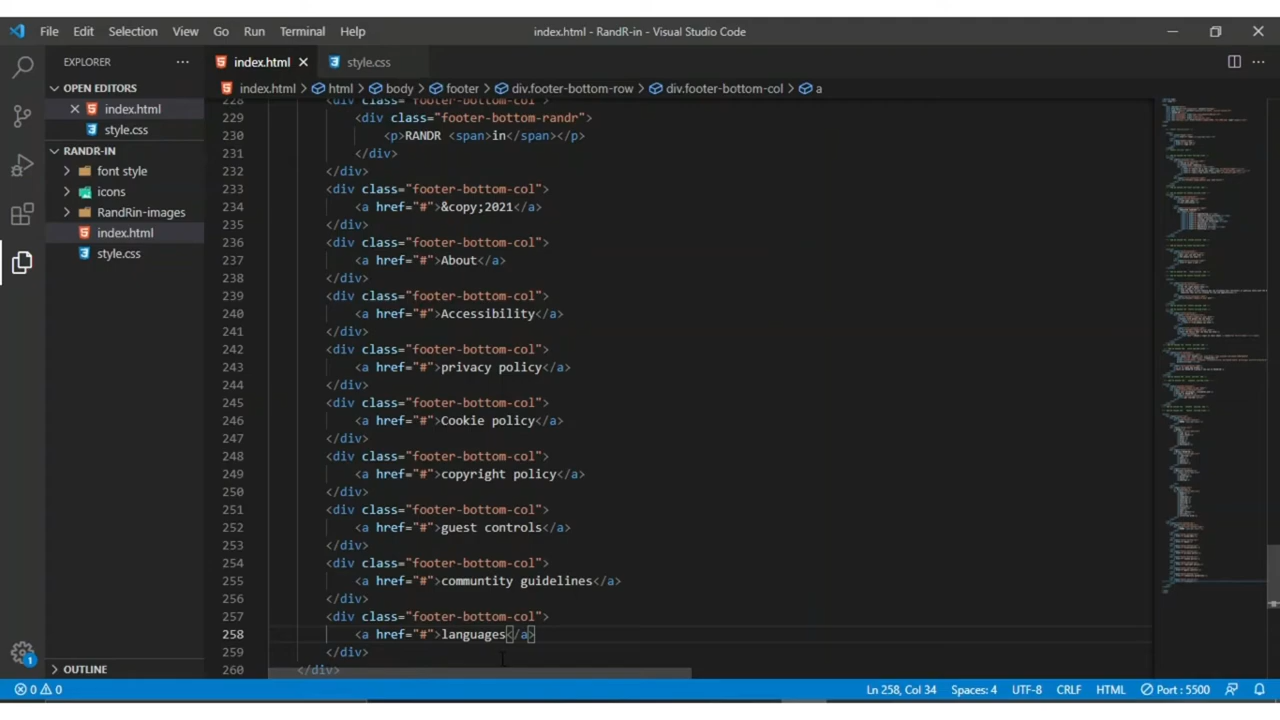 File Edit Selection View Go Run Terminal Help index.html - RandR-in - Visual Studio Code
EXPLORER
index.html
style.css
OPEN EDITORS
index.html
style.css
RANDR-IN
font style
icons
RandRin-images
index.html
style.css
OUTLINE
index.html > html > body > footer > div.footer-bottom-row > div.footer-bottom-col > a
228 <div class="footer-bottom-col">
229 <div class="footer-bottom-randr">
230 <p>RANDR <span>in</span></p>
231 </div>
232 </div>
233 <div class="footer-bottom-col">
234 <a href="#">&copy;2021</a>
235 </div>
236 <div class="footer-bottom-col">
237 <a href="#">About</a>
238 </div>
239 <div class="footer-bottom-col">
240 <a href="#">Accessibility</a>
241 </div>
242 <div class="footer-bottom-col">
243 <a href="#">privacy policy</a>
244 </div>
245 <div class="footer-bottom-col">
246 <a href="#">Cookie policy</a>
247 </div>
248 <div class="footer-bottom-col">
249 <a href="#">copyright policy</a>
250 </div>
251 <div class="footer-bottom-col">
252 <a href="#">guest controls</a>
253 </div>
254 <div class="footer-bottom-col">
255 <a href="#">communtity guidelines</a>
256 </div>
257 <div class="footer-bottom-col">
258 <a href="#">languages</a>
259 </div>
260 </div>
1
0 0 Ln 258, Col 34 Spaces: 4 UTF-8 CRLF HTML Port : 5500